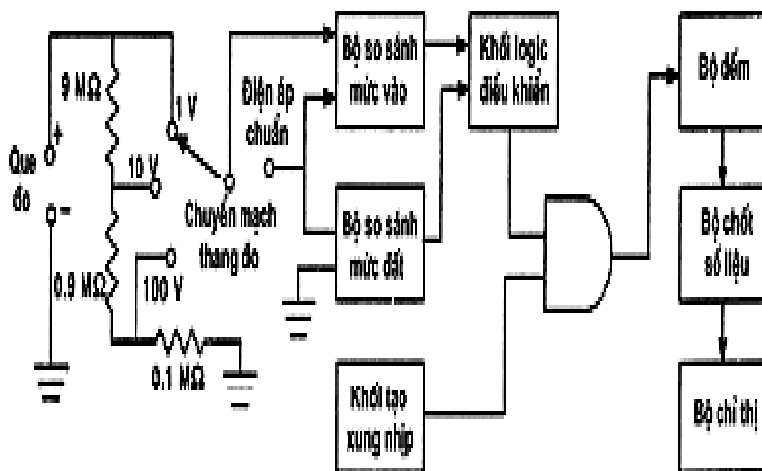 9 MΩ
Que
đo
+
−
0.9 MΩ
10 V
1 V
100 V
0.1 MΩ
Điện áp
chuẩn
Chuyển mạch
thang đo
Bộ so sánh
mức vào
Bộ so sánh
mức đất
Khối tạo
xung nhịp
Khối logic
điều khiển
Bộ đếm
Bộ chốt
số liệu
Bộ chỉ thị